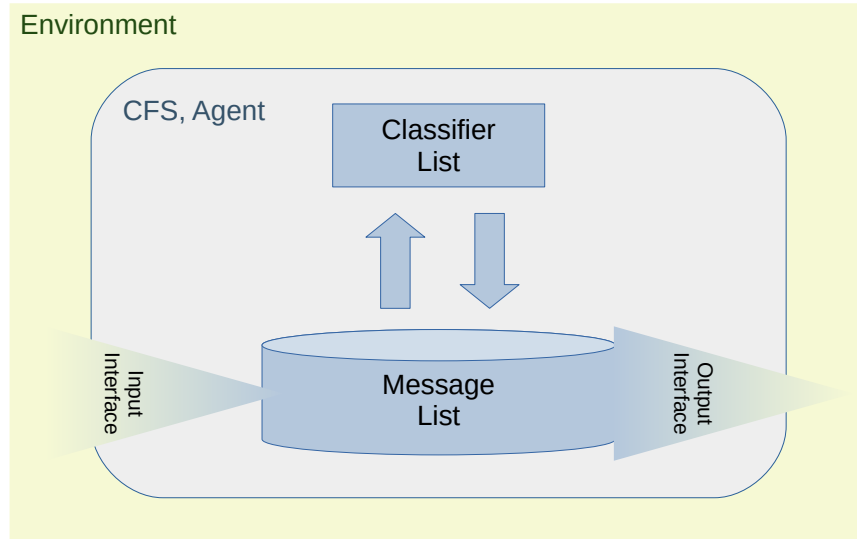 Environment
CFS, Agent
Classifier
List
Input
Interface
Message
List
Output
Interface